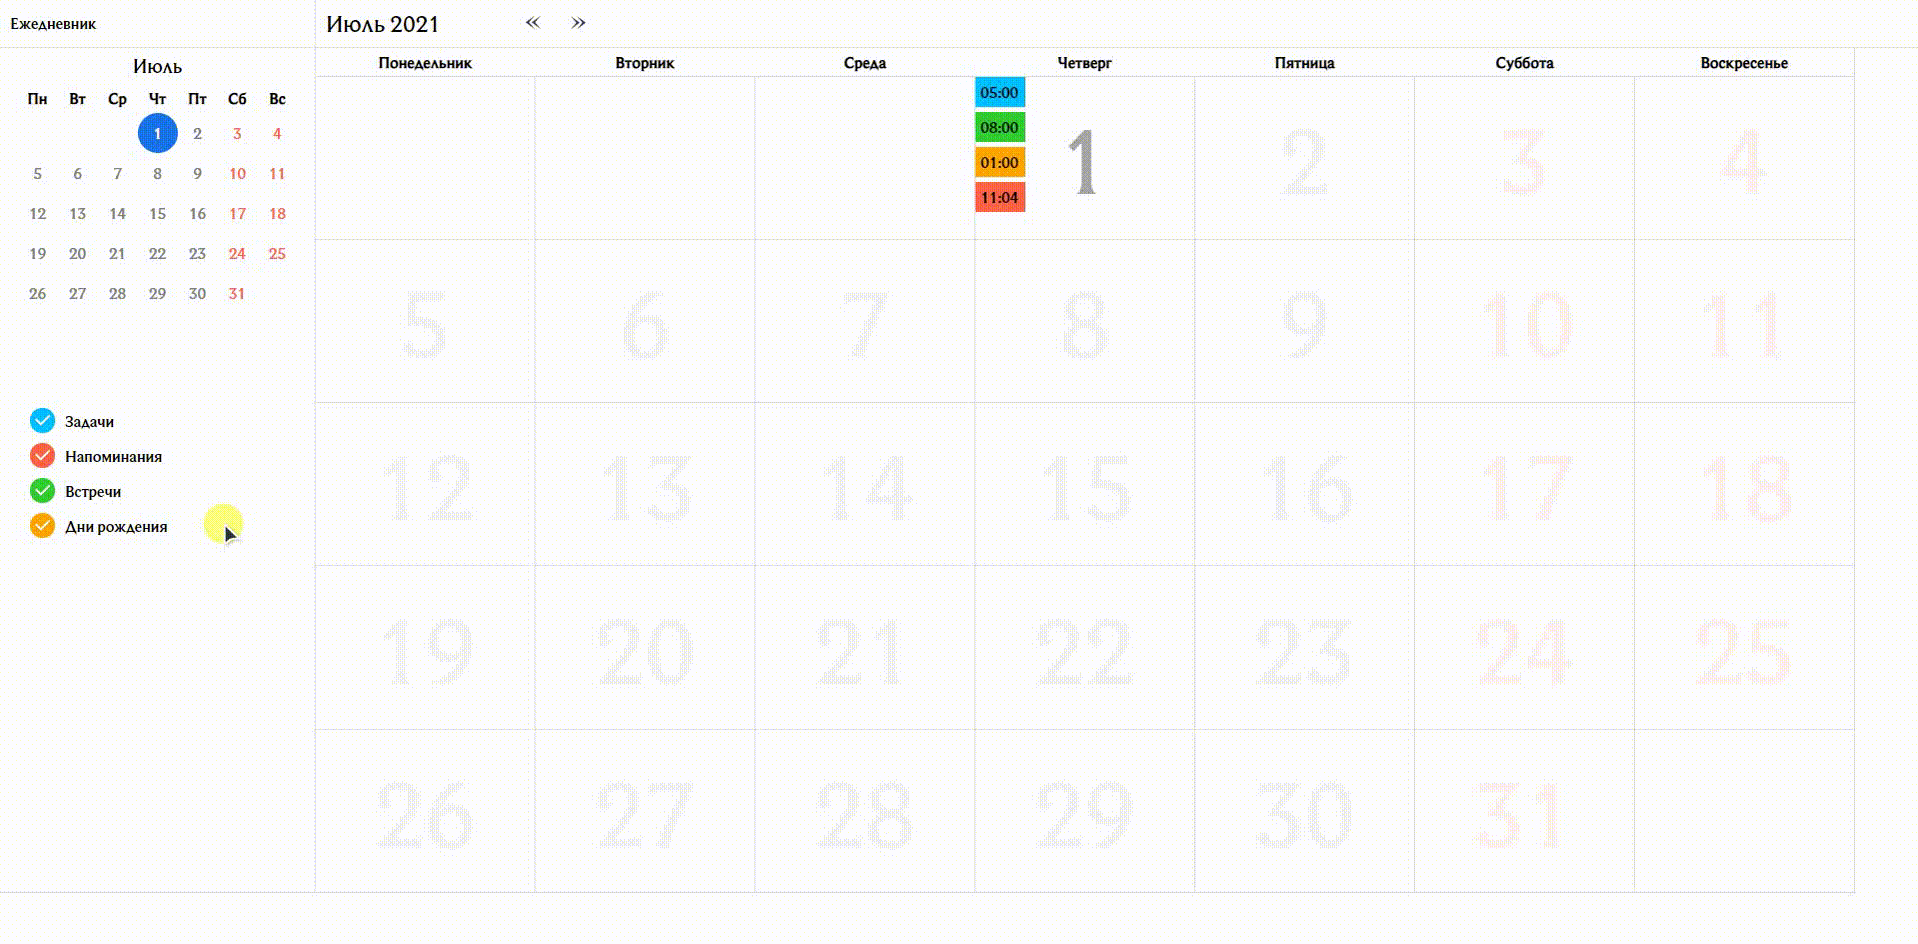 Ежедневник
Июль 2021 « »
Июль
Пн Вт Ср Чт Пт Сб Вс
1 2 3 4
5 6 7 8 9 10 11
12 13 14 15 16 17 18
19 20 21 22 23 24 25
26 27 28 29 30 31
Задачи
Напоминания
Встречи
Дни рождения
Понедельник Вторник Среда Четверг Пятница Суббота Воскресенье
05:00
08:00
01:00
11:04
1 2 3 4
5 6 7 8 9 10 11
12 13 14 15 16 17 18
19 20 21 22 23 24 25
26 27 28 29 30 31